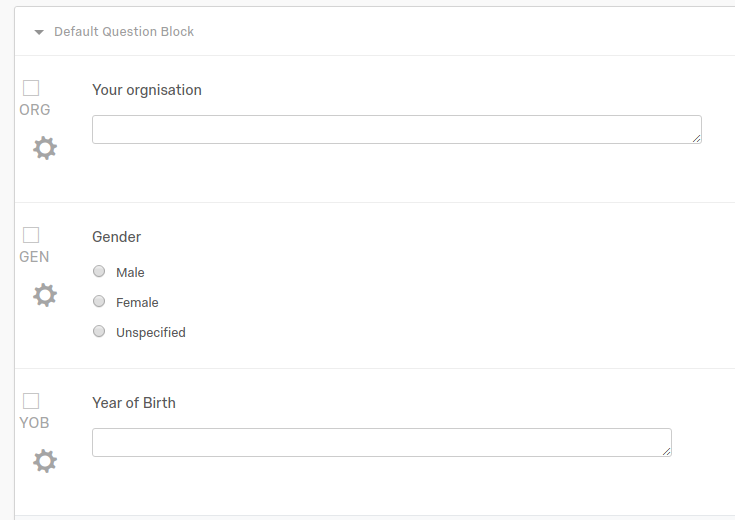 Default Question Block
Your orgnisation
ORG
Gender
GEN
Male
Female
Unspecified
Year of Birth
YOB